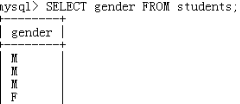 mysql> SELECT gender FROM students;
+--------+
| gender |
+--------+
| M      |
| M      |
| M      |
| F      |